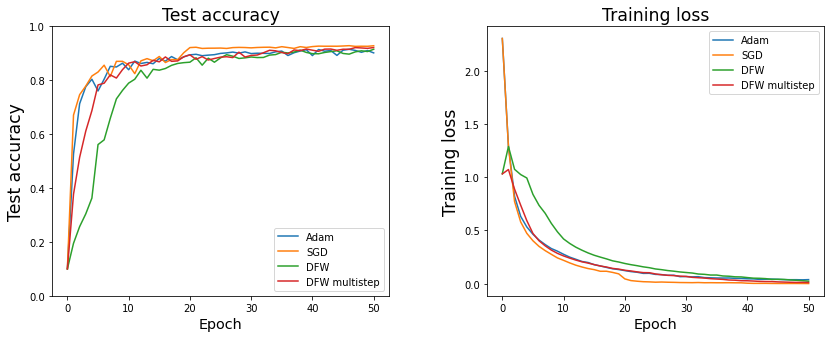 Test accuracy
Test accuracy
1.0
0.8
0.6
0.4
0.2
0.0
0
10
20
30
40
50
Epoch
Adam
SGD
DFW
DFW multistep
Training loss
Training loss
2.0
1.5
1.0
0.5
0.0
0
10
20
30
40
50
Epoch
Adam
SGD
DFW
DFW multistep